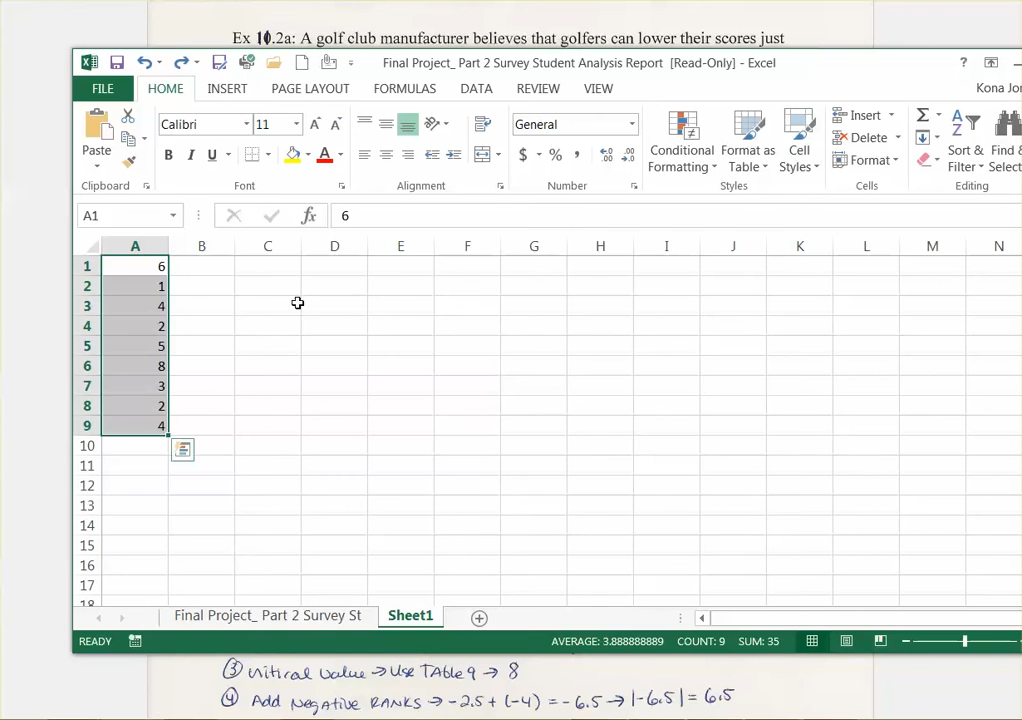 Ex 10.2a: A golf club manufacturer believes that golfers can lower their scores just
Final Project_ Part 2 Survey Student Analysis Report [Read-Only] - Excel
?
FILE HOME INSERT PAGE LAYOUT FORMULAS DATA REVIEW VIEW Kona Jor
Paste
Calibri 11 A A
B I U A
General
$ % , .00 .0
Conditional Formatting
Format as Table
Cell Styles
Insert
Delete
Format
Σ
Sort & Filter
Find & Select
Clipboard Font Alignment Number Styles Cells Editing
A1 fx 6
A B C D E F G H I J K L M N
1 6
2 1
3 4
4 2
5 5
6 8
7 3
8 2
9 4
10
11
12
13
14
15
16
17
18
Final Project_ Part 2 Survey St Sheet1
READY AVERAGE: 3.888888889 COUNT: 9 SUM: 35
③ Critical Value → Use TABle 9 → 8
④ Add Negative RANKS → -2.5 + (-4) = -6.5 → |-6.5| = 6.5